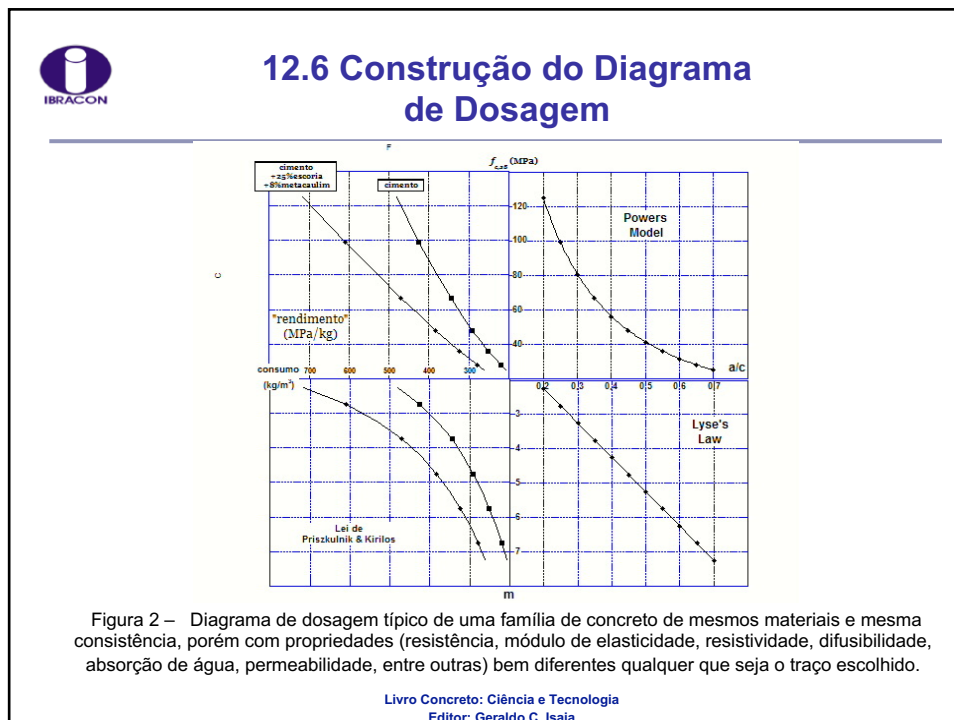 IBRACON
12.6 Construção do Diagrama
de Dosagem
F
cimento
+25%escoria
+8%metacaulim
cimento
(MPa)
120
100
80
60
40
Powers
Model
C
"rendimento"
(MPa/kg)
consumo
(kg/m³)
700 600 500 400 300
a/c
0.2 0.3 0.4 0.5 0.6 0.7
3
4
5
6
7
Lyse's
Law
Lei de
Priszkulnik & Kirilos
m
Figura 2 – Diagrama de dosagem típico de uma família de concreto de mesmos materiais e mesma
consistência, porém com propriedades (resistência, módulo de elasticidade, resistividade, difusibilidade,
absorção de água, permeabilidade, entre outras) bem diferentes qualquer que seja o traço escolhido.
Livro Concreto: Ciência e Tecnologia
Editor: Geraldo C. Isaia